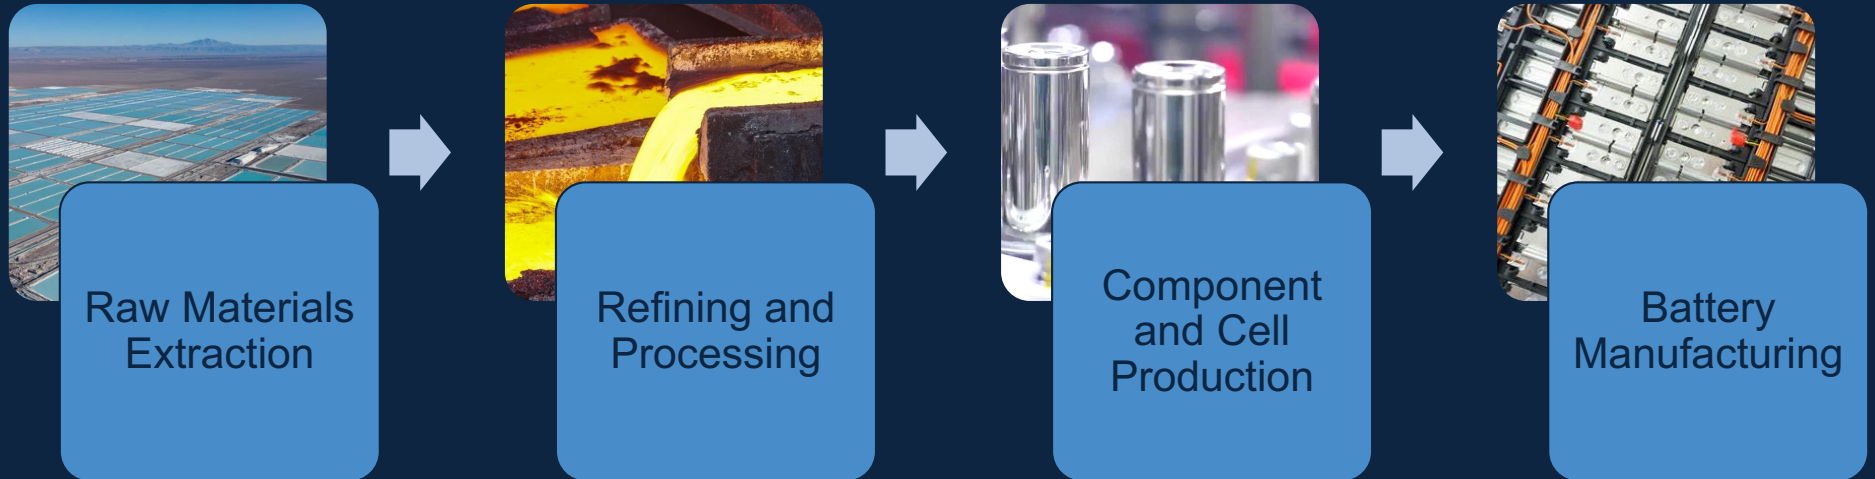 Raw Materials
Extraction
Refining and
Processing
Component
and Cell
Production
Battery
Manufacturing